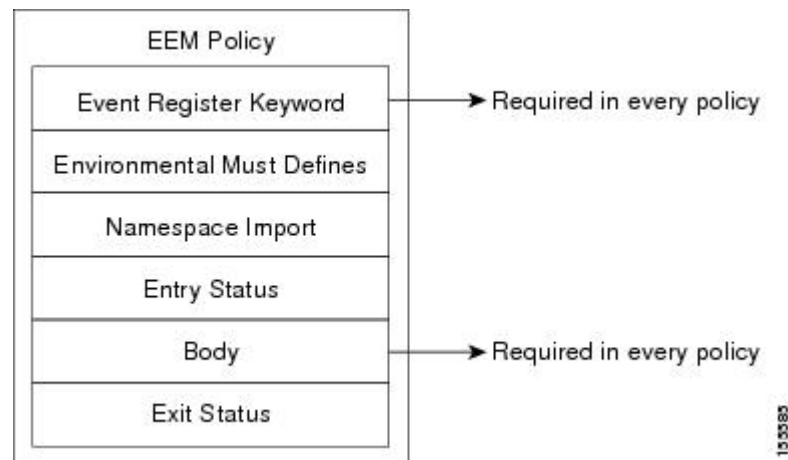 EEM Policy
Event Register Keyword
Required in every policy
Environmental Must Defines
Namespace Import
Entry Status
Body
Required in every policy
Exit Status
155585